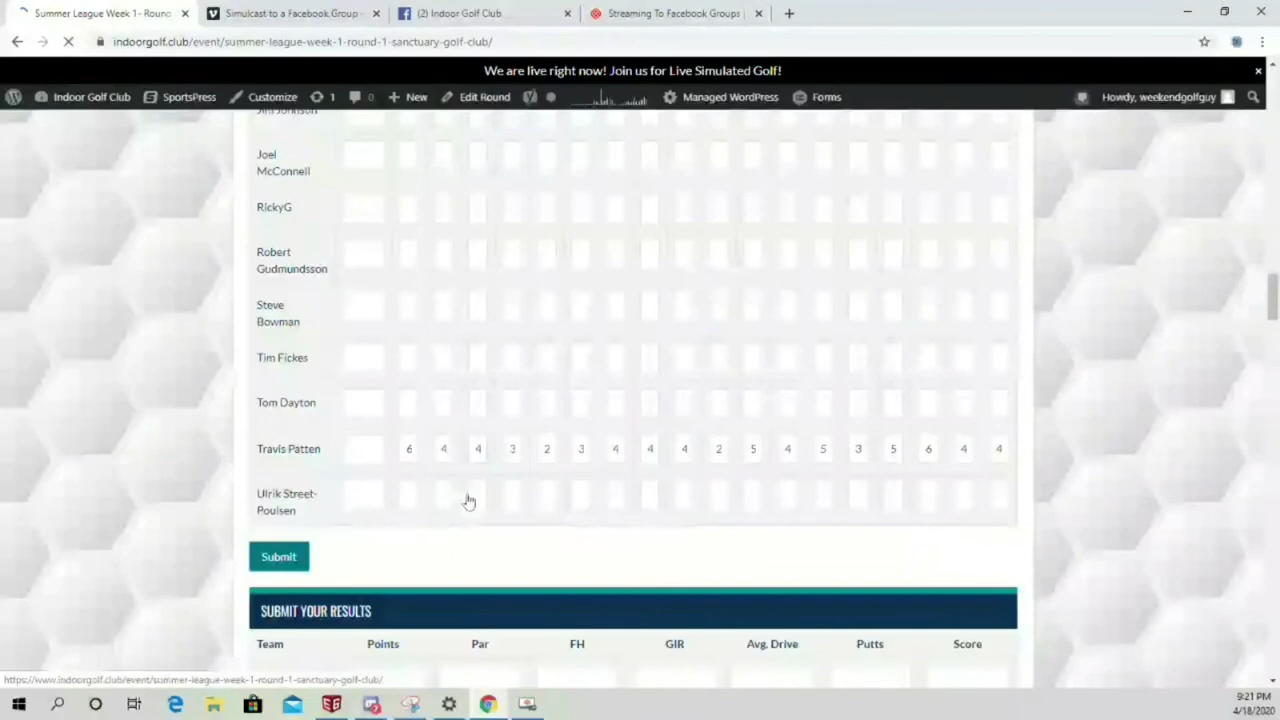 Summer League Week 1- Round
Simulcast to a Facebook Group -
(2) Indoor Golf Club
Streaming To Facebook Groups |
indoorgolf.club/event/summer-league-week-1-round-1-sanctuary-golf-club/
We are live right now! Join us for Live Simulated Golf!
Indoor Golf Club SportsPress Customize 1 0 New Edit Round Managed WordPress Forms Howdy, weekendgolfguy
Jim Johnson
Joel
McConnell
RickyG
Robert
Gudmundsson
Steve
Bowman
Tim Fickes
Tom Dayton
Travis Patten 6 4 4 3 2 3 4 4 4 2 5 4 5 3 5 6 4 4
Ulrik Street-
Poulsen
Submit
SUBMIT YOUR RESULTS
Team Points Par FH GIR Avg. Drive Putts Score
https://www.indoorgolf.club/event/summer-league-week-1-round-1-sanctuary-golf-club/
9:21 PM
4/18/2020